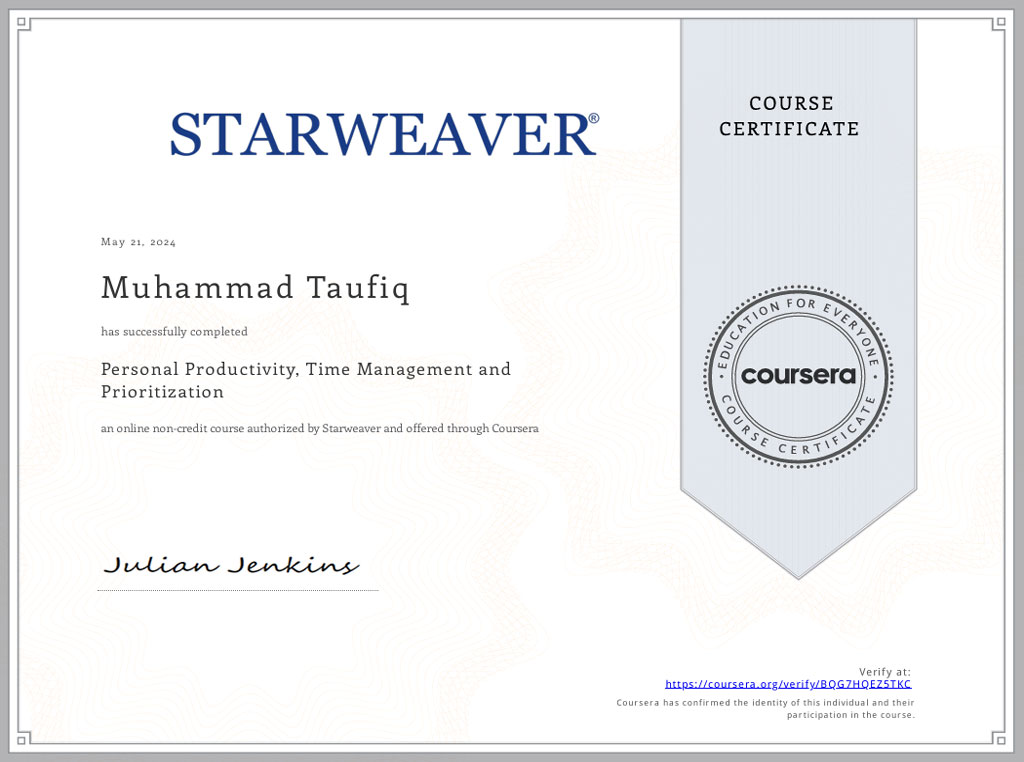 STARWEAVER®
COURSE
CERTIFICATE
May 21, 2024
Muhammad Taufiq
has successfully completed
Personal Productivity, Time Management and
Prioritization
an online non-credit course authorized by Starweaver and offered through Coursera
EDUCATION FOR EVERYONE
coursera
COURSE CERTIFICATE
Julian Jenkins
Verify at:
https://coursera.org/verify/BQG7HQEZ5TKC
Coursera has confirmed the identity of this individual and their
participation in the course.